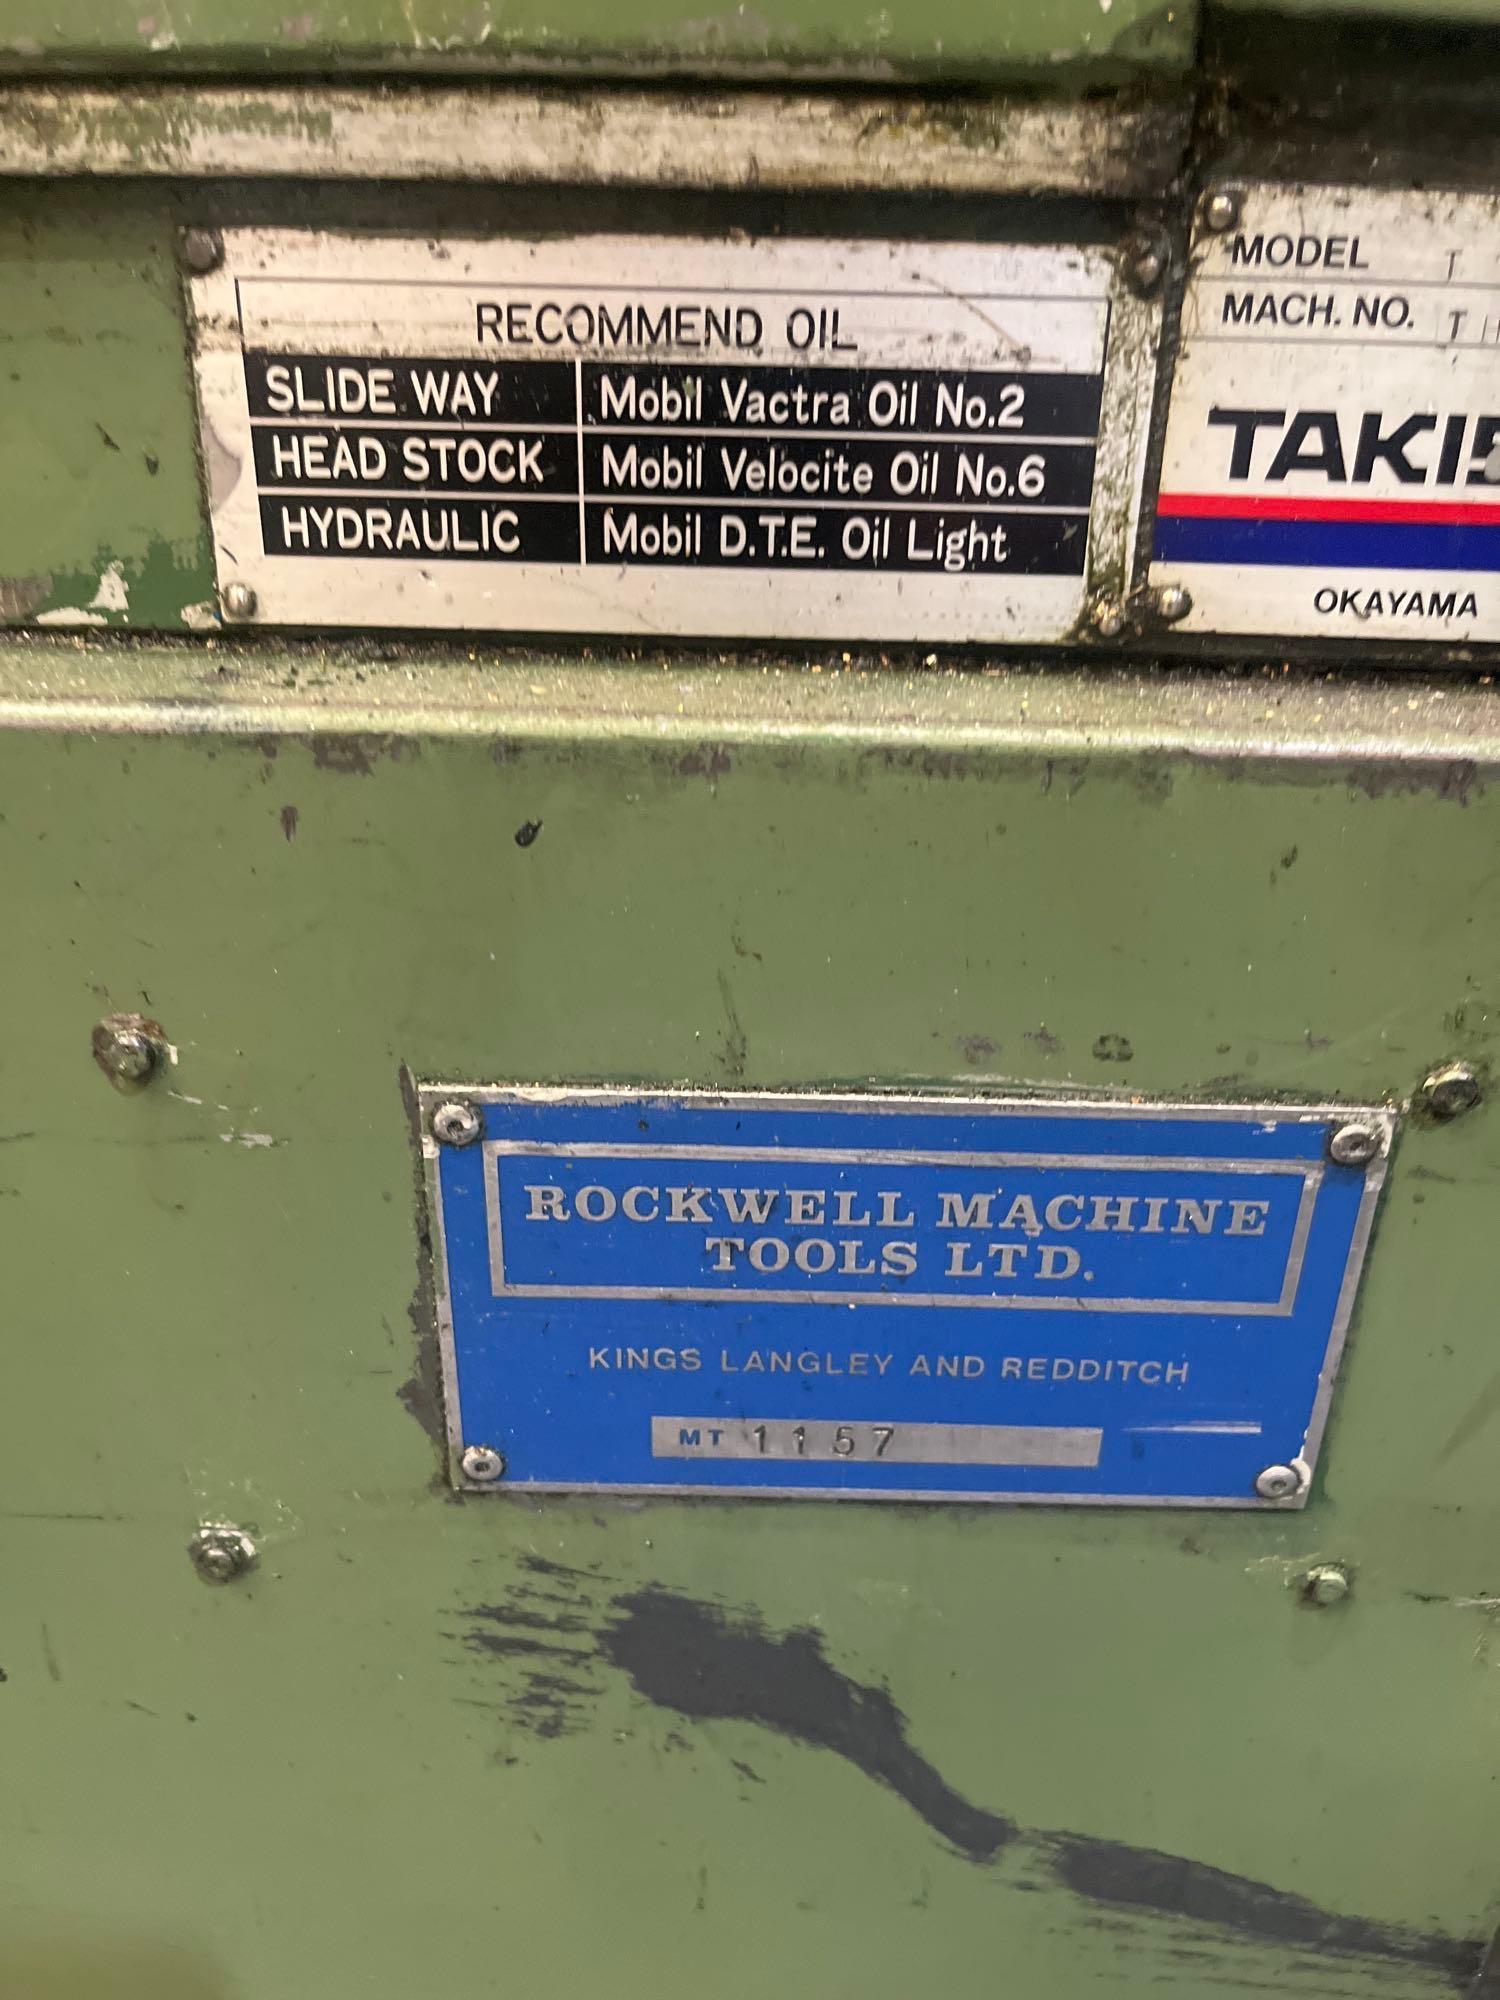 RECOMMEND OIL
SLIDE WAY Mobil Vactra Oil No.2
HEAD STOCK Mobil Velocite Oil No.6
HYDRAULIC Mobil D.T.E. Oil Light
MODEL T
MACH. NO. T
OKAYAMA
ROCKWELL MACHINE
TOOLS LTD.
KINGS LANGLEY AND REDDITCH
MT 1157